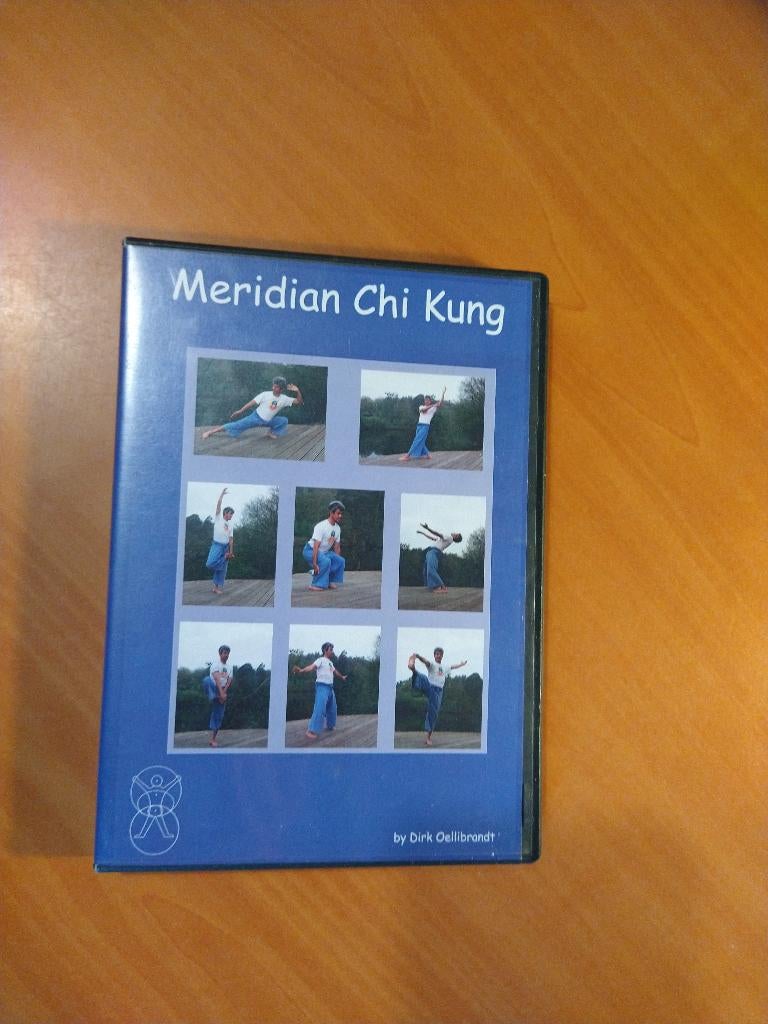 Meridian Chi Kung
by Dirk Oellibrandt